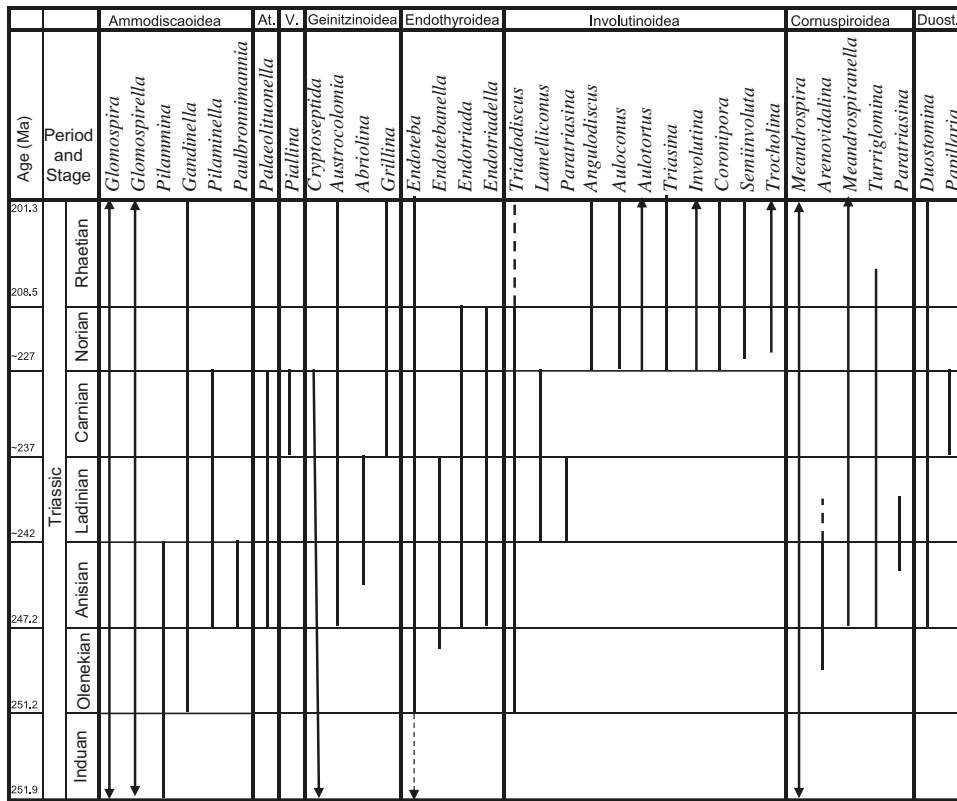 Ammodiscaoidea At. V. Geinitzinoidea Endothyroidea Involutinoidea Cornuspiroidea Duost.
Age (Ma)
Period and Stage
Glomospira
Glomospirella
Pilammina
Gandinella
Pilaminella
Paulbronnimannia
Palaeolituonella
Piallina
Cryptoseptida
Austrocolomia
Abriolina
Grillina
Endoteba
Endotebanella
Endotriada
Endotriadella
Triadodiscus
Lamelliconus
Paratriasina
Angulodiscus
Auloconus
Aulotortus
Triasina
Involutina
Coronipora
Semiinvoluta
Trocholina
Meandrospira
Arenovidalina
Meandrospiranella
Turriglomina
Paratriasina
Duostomina
Papillaria
201.3
Rhaetian
208.5
Norian
~227
Carnian
~237
Triassic
Ladinian
~242
Anisian
247.2
Olenekian
251.2
Induan
251.9